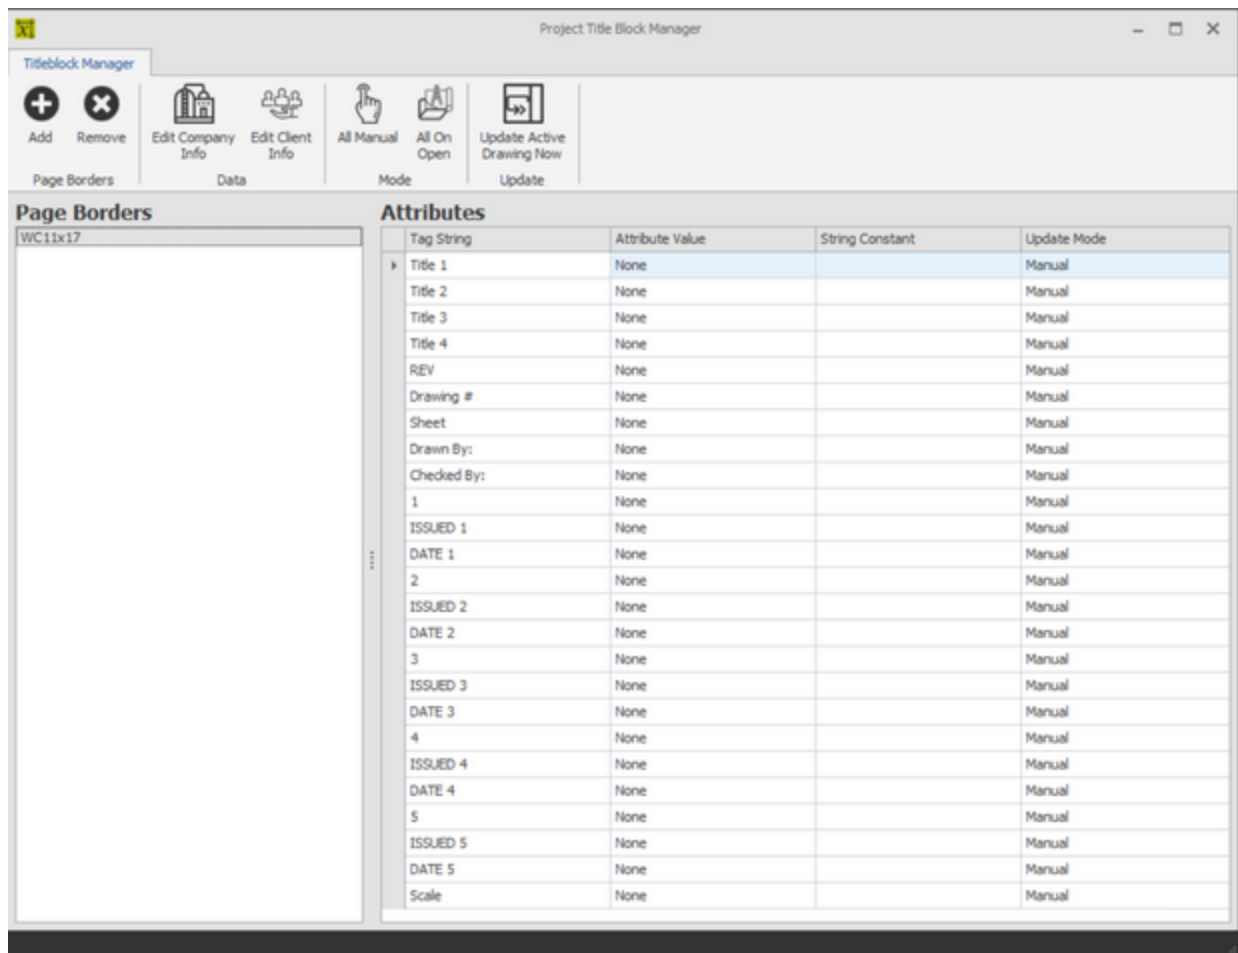 Project Title Block Manager
Titleblock Manager
Add Remove Edit Company Info Edit Client Info All Manual All On Open Update Active Drawing Now
Page Borders Data Mode Update
Page Borders
WC11x17
Attributes
Tag String Attribute Value String Constant Update Mode
Title 1 None Manual
Title 2 None Manual
Title 3 None Manual
Title 4 None Manual
REV None Manual
Drawing # None Manual
Sheet None Manual
Drawn By: None Manual
Checked By: None Manual
1 None Manual
ISSUED 1 None Manual
DATE 1 None Manual
2 None Manual
ISSUED 2 None Manual
DATE 2 None Manual
3 None Manual
ISSUED 3 None Manual
DATE 3 None Manual
4 None Manual
ISSUED 4 None Manual
DATE 4 None Manual
5 None Manual
ISSUED 5 None Manual
DATE 5 None Manual
Scale None Manual